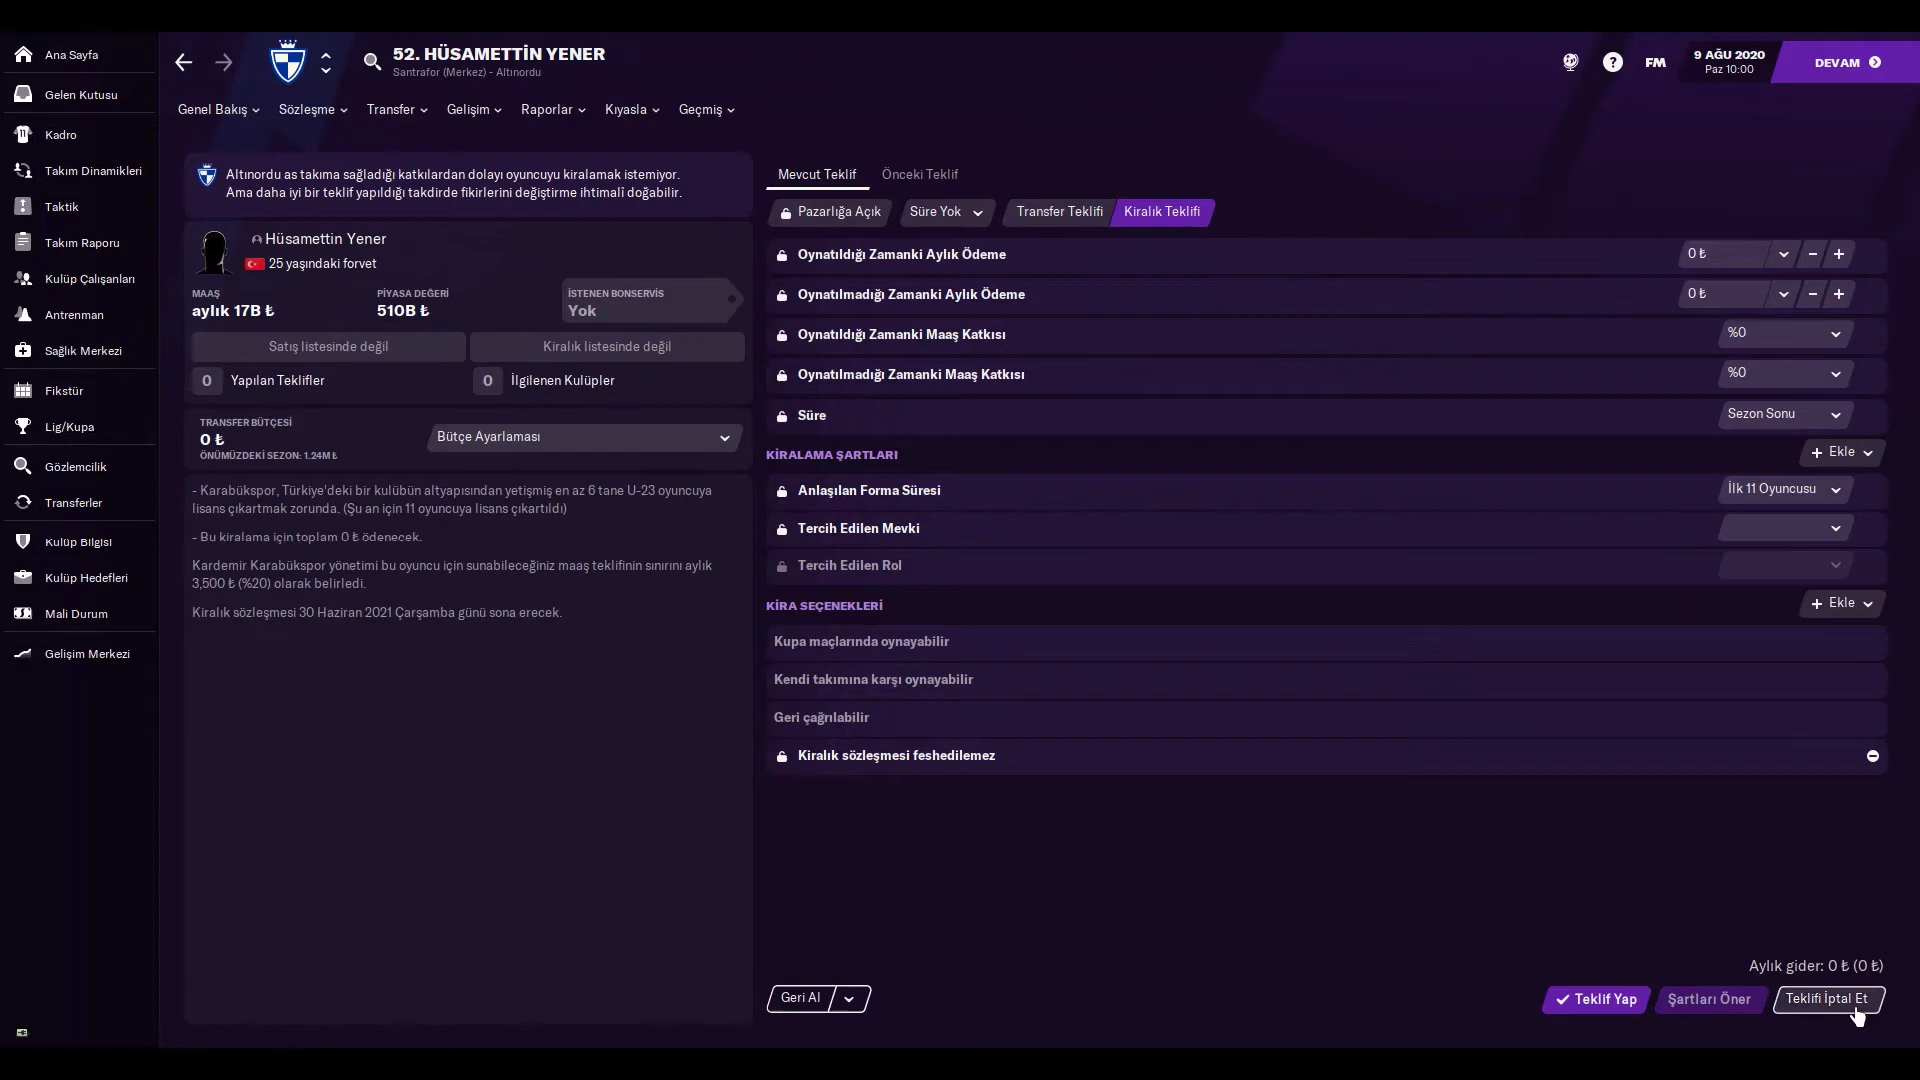 Ana Sayfa
Gelen Kutusu
Kadro
Takım Dinamikleri
Taktik
Takım Raporu
Kulüp Çalışanları
Antrenman
Sağlık Merkezi
Fikstür
Lig/Kupa
Gözlemcilik
Transferler
Kulüp Bilgisi
Kulüp Hedefleri
Mali Durum
Gelişim Merkezi
52. HÜSAMETTİN YENER
Santrafor (Merkez) - Altınordu
?
FM
9 AĞU 2020
Paz 10:00
DEVAM
Genel Bakış Sözleşme Transfer Gelişim Raporlar Kıyasla Geçmiş
Altınordu as takıma sağladığı katkılardan dolayı oyuncuyu kiralamak istemiyor.
Ama daha iyi bir teklif yapıldığı takdirde fikirlerini değiştirme ihtimalî doğabilir.
Hüsamettin Yener
25 yaşındaki forvet
MAAŞ
aylık 17B ₺
PİYASA DEĞERİ
510B ₺
İSTENEN BONSERVİS
Yok
Satış listesinde değil
Kiralık listesinde değil
0 Yapılan Teklifler
0 İlgilenen Kulüpler
TRANSFER BÜTÇESİ
0 ₺
ÖNÜMÜZDEKİ SEZON: 1.24M ₺
Bütçe Ayarlaması
- Karabükspor, Türkiye'deki bir kulübün altyapısından yetişmiş en az 6 tane U-23 oyuncuya
lisans çıkartmak zorunda. (Şu an için 11 oyuncuya lisans çıkartıldı)
- Bu kiralama için toplam 0 ₺ ödenecek.
Kardemir Karabükspor yönetimi bu oyuncu için sunabileceğiniz maaş teklifinin sınırını aylık
3,500 ₺ (%20) olarak belirledi.
Kiralık sözleşmesi 30 Haziran 2021 Çarşamba günü sona erecek.
Mevcut Teklif Önceki Teklif
Pazarlığa Açık Süre Yok Transfer Teklifi Kiralık Teklifi
Oynatıldığı Zamanki Aylık Ödeme 0 ₺
Oynatılmadığı Zamanki Aylık Ödeme 0 ₺
Oynatıldığı Zamanki Maaş Katkısı %0
Oynatılmadığı Zamanki Maaş Katkısı %0
Süre Sezon Sonu
KİRALAMA ŞARTLARI + Ekle
Anlaşılan Forma Süresi İlk 11 Oyuncusu
Tercih Edilen Mevki
Tercih Edilen Rol
KİRA SEÇENEKLERİ + Ekle
Kupa maçlarında oynayabilir
Kendi takımına karşı oynayabilir
Geri çağrılabilir
Kiralık sözleşmesi feshedilemez
Aylık gider: 0 ₺ (0 ₺)
Geri Al
Teklif Yap Şartları Öner Teklifi İptal Et